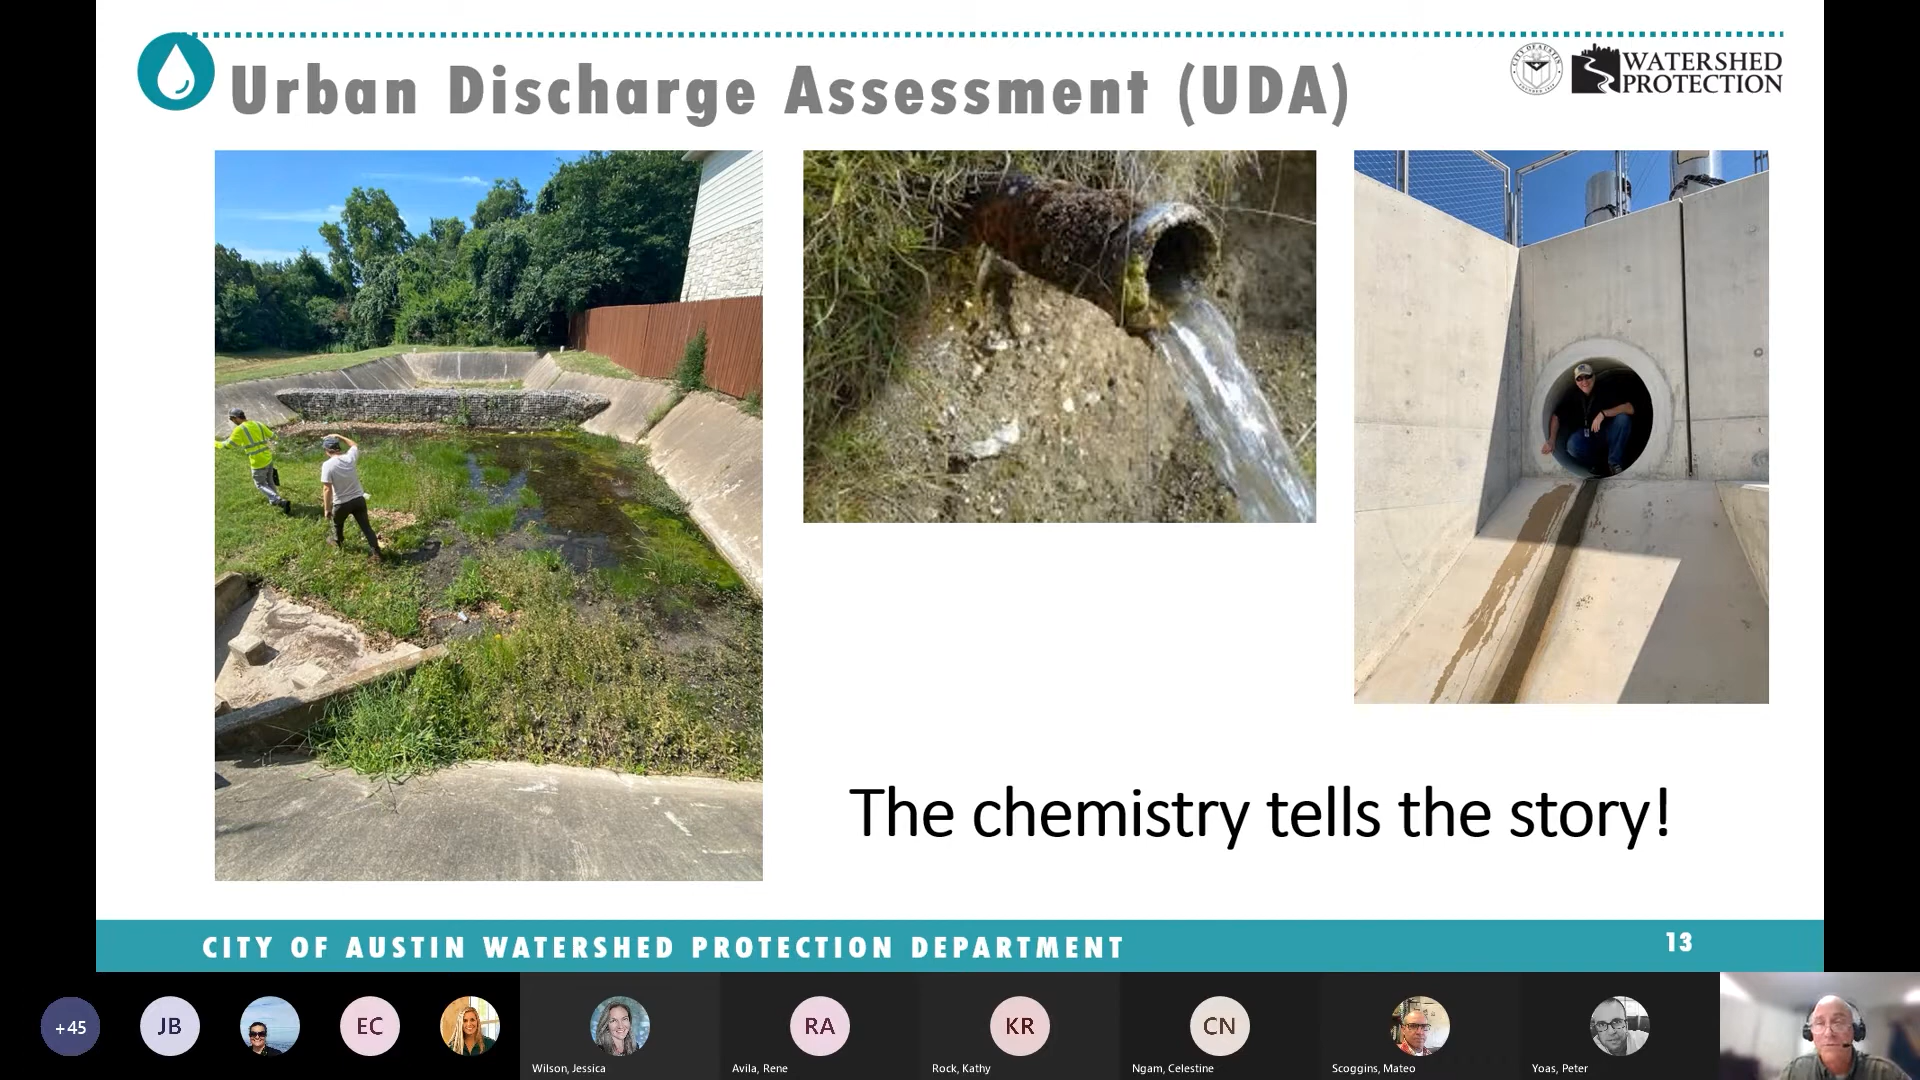 Urban Discharge Assessment (UDA)
WATERSHED
PROTECTION
The chemistry tells the story!
CITY OF AUSTIN WATERSHED PROTECTION DEPARTMENT
13
+45
JB
EC
RA
KR
CN
Wilson, Jessica
Avila, Rene
Rock, Kathy
Ngam, Celestine
Scoggins, Mateo
Yoas, Peter